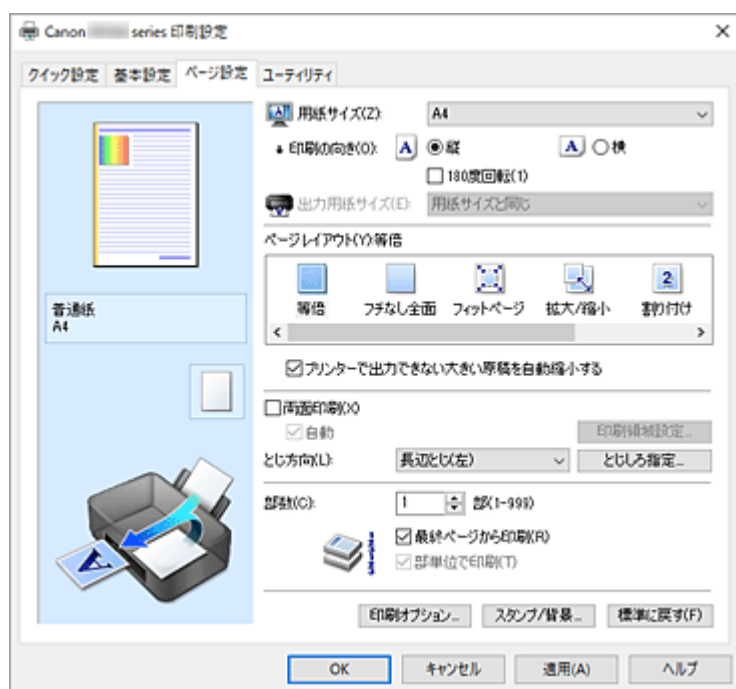 Canon series 印刷設定
クイック設定 基本設定 ページ設定 ユーティリティ
用紙サイズ(Z): A4
印刷の向き(O): A 縦 A 横
180度回転(1)
出力用紙サイズ(E): 用紙サイズと同じ
ページレイアウト(Y):等倍
等倍 フチなし全面 フィットページ 拡大/縮小 割り付け
プリンターで出力できない大きい原稿を自動縮小する
普通紙
A4
両面印刷(X)
自動 印刷領域設定...
とじ方向(L): 長辺とじ(左) とじしろ指定...
部数(C): 1 部(1-999)
最終ページから印刷(R)
部単位で印刷(T)
印刷オプション... スタンプ/背景... 標準に戻す(F)
OK キャンセル 適用(A) ヘルプ